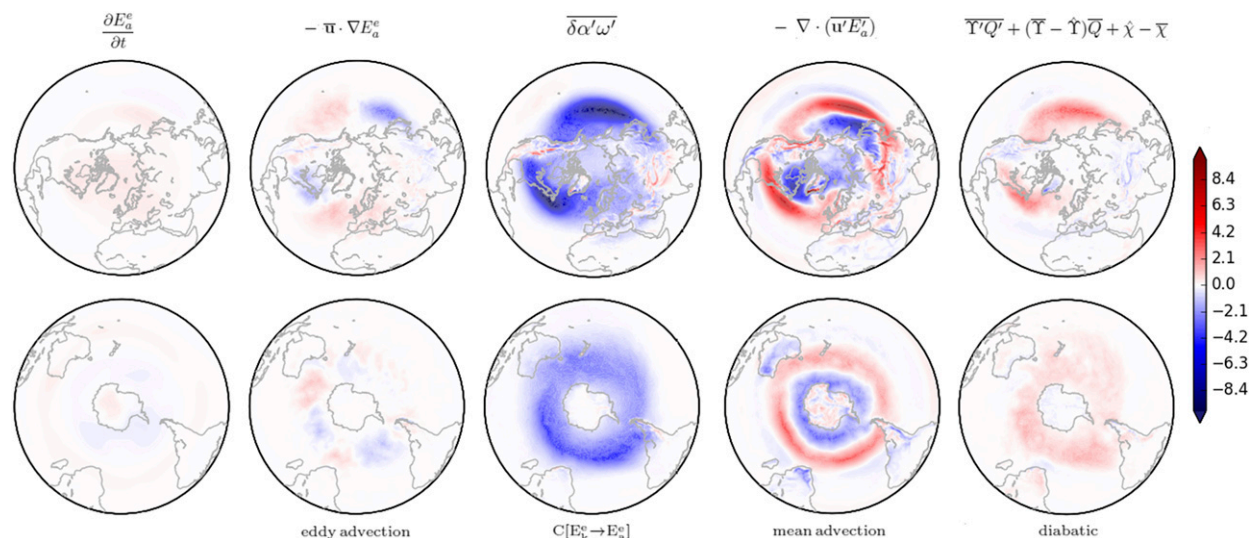 ∂E_a^e/∂t
− ū · ∇E_a^e
\overline{δα′ω′}
− ∇ · (\overline{u′E_a′})
\overline{Υ′Q′} + (\overline{Υ} − \hat{Υ})\overline{Q} + \hat{χ} − \overline{χ}
8.4
6.3
4.2
2.1
0.0
−2.1
−4.2
−6.3
−8.4
eddy advection
C[E_k^e→E_a^e]
mean advection
diabatic